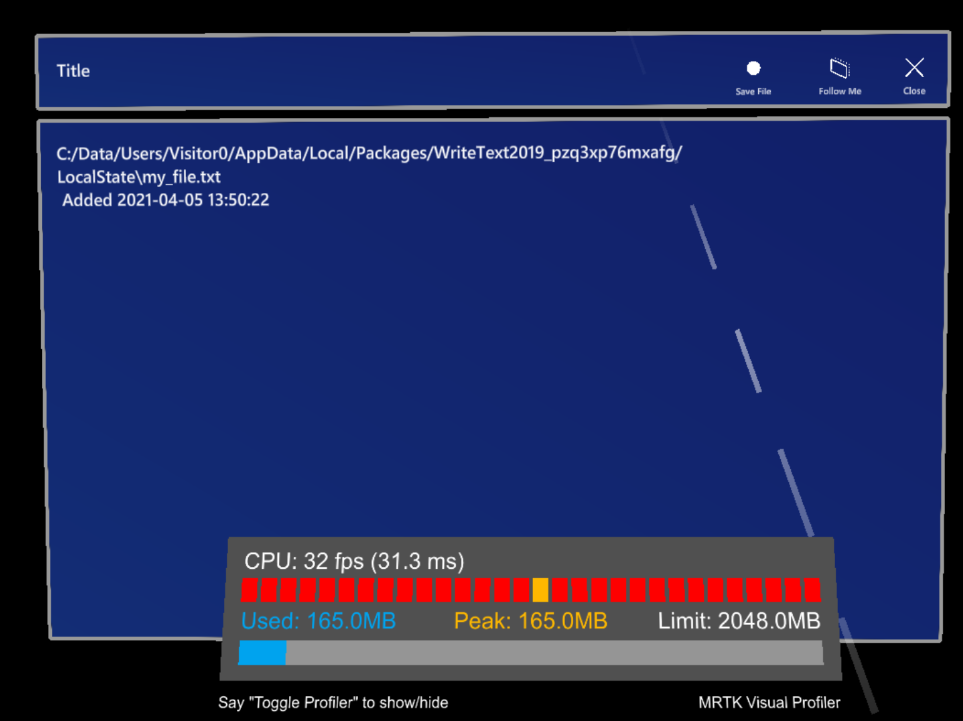 Title
Save File
Follow Me
Close
C:/Data/Users/Visitor0/AppData/Local/Packages/WriteText2019_pzq3xp76mxafg/
LocalState\my_file.txt
Added 2021-04-05 13:50:22
CPU: 32 fps (31.3 ms)
Used: 165.0MB Peak: 165.0MB Limit: 2048.0MB
Say "Toggle Profiler" to show/hide MRTK Visual Profiler